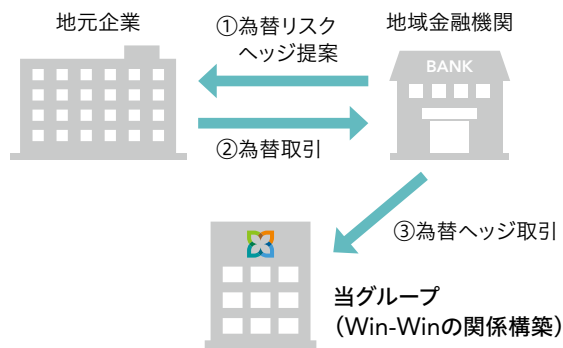 地元企業
①為替リスク
ヘッジ提案
地域金融機関
BANK
②為替取引
③為替ヘッジ取引
当グループ
（Win-Winの関係構築）